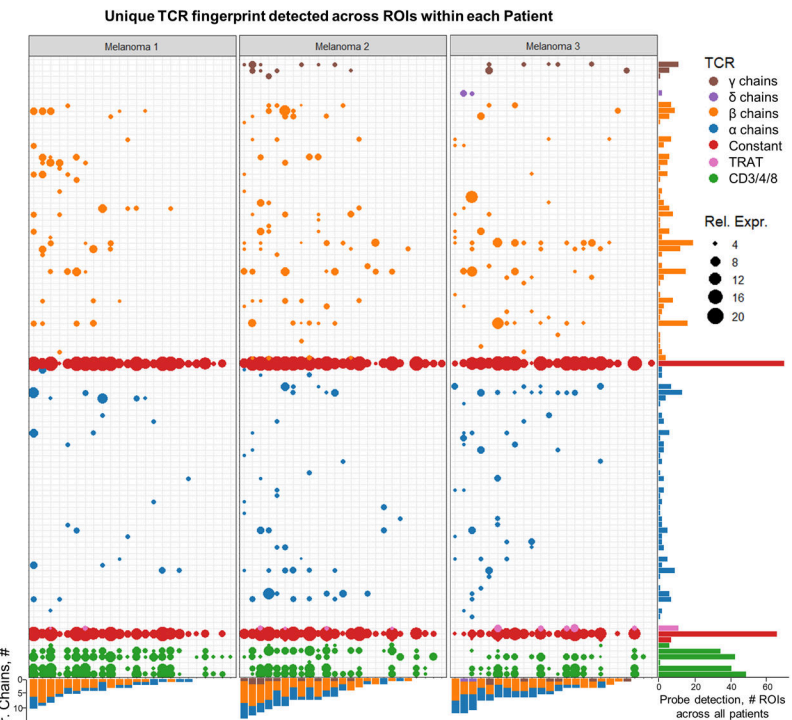 Unique TCR fingerprint detected across ROIs within each Patient
Melanoma 1
Melanoma 2
Melanoma 3
TCR
γ chains
δ chains
β chains
α chains
Constant
TRAT
CD3/4/8
Rel. Expr.
4
8
12
16
20
. Chains, #
0
5
10
0 20 40 60
Probe detection, # ROIs
across all patients